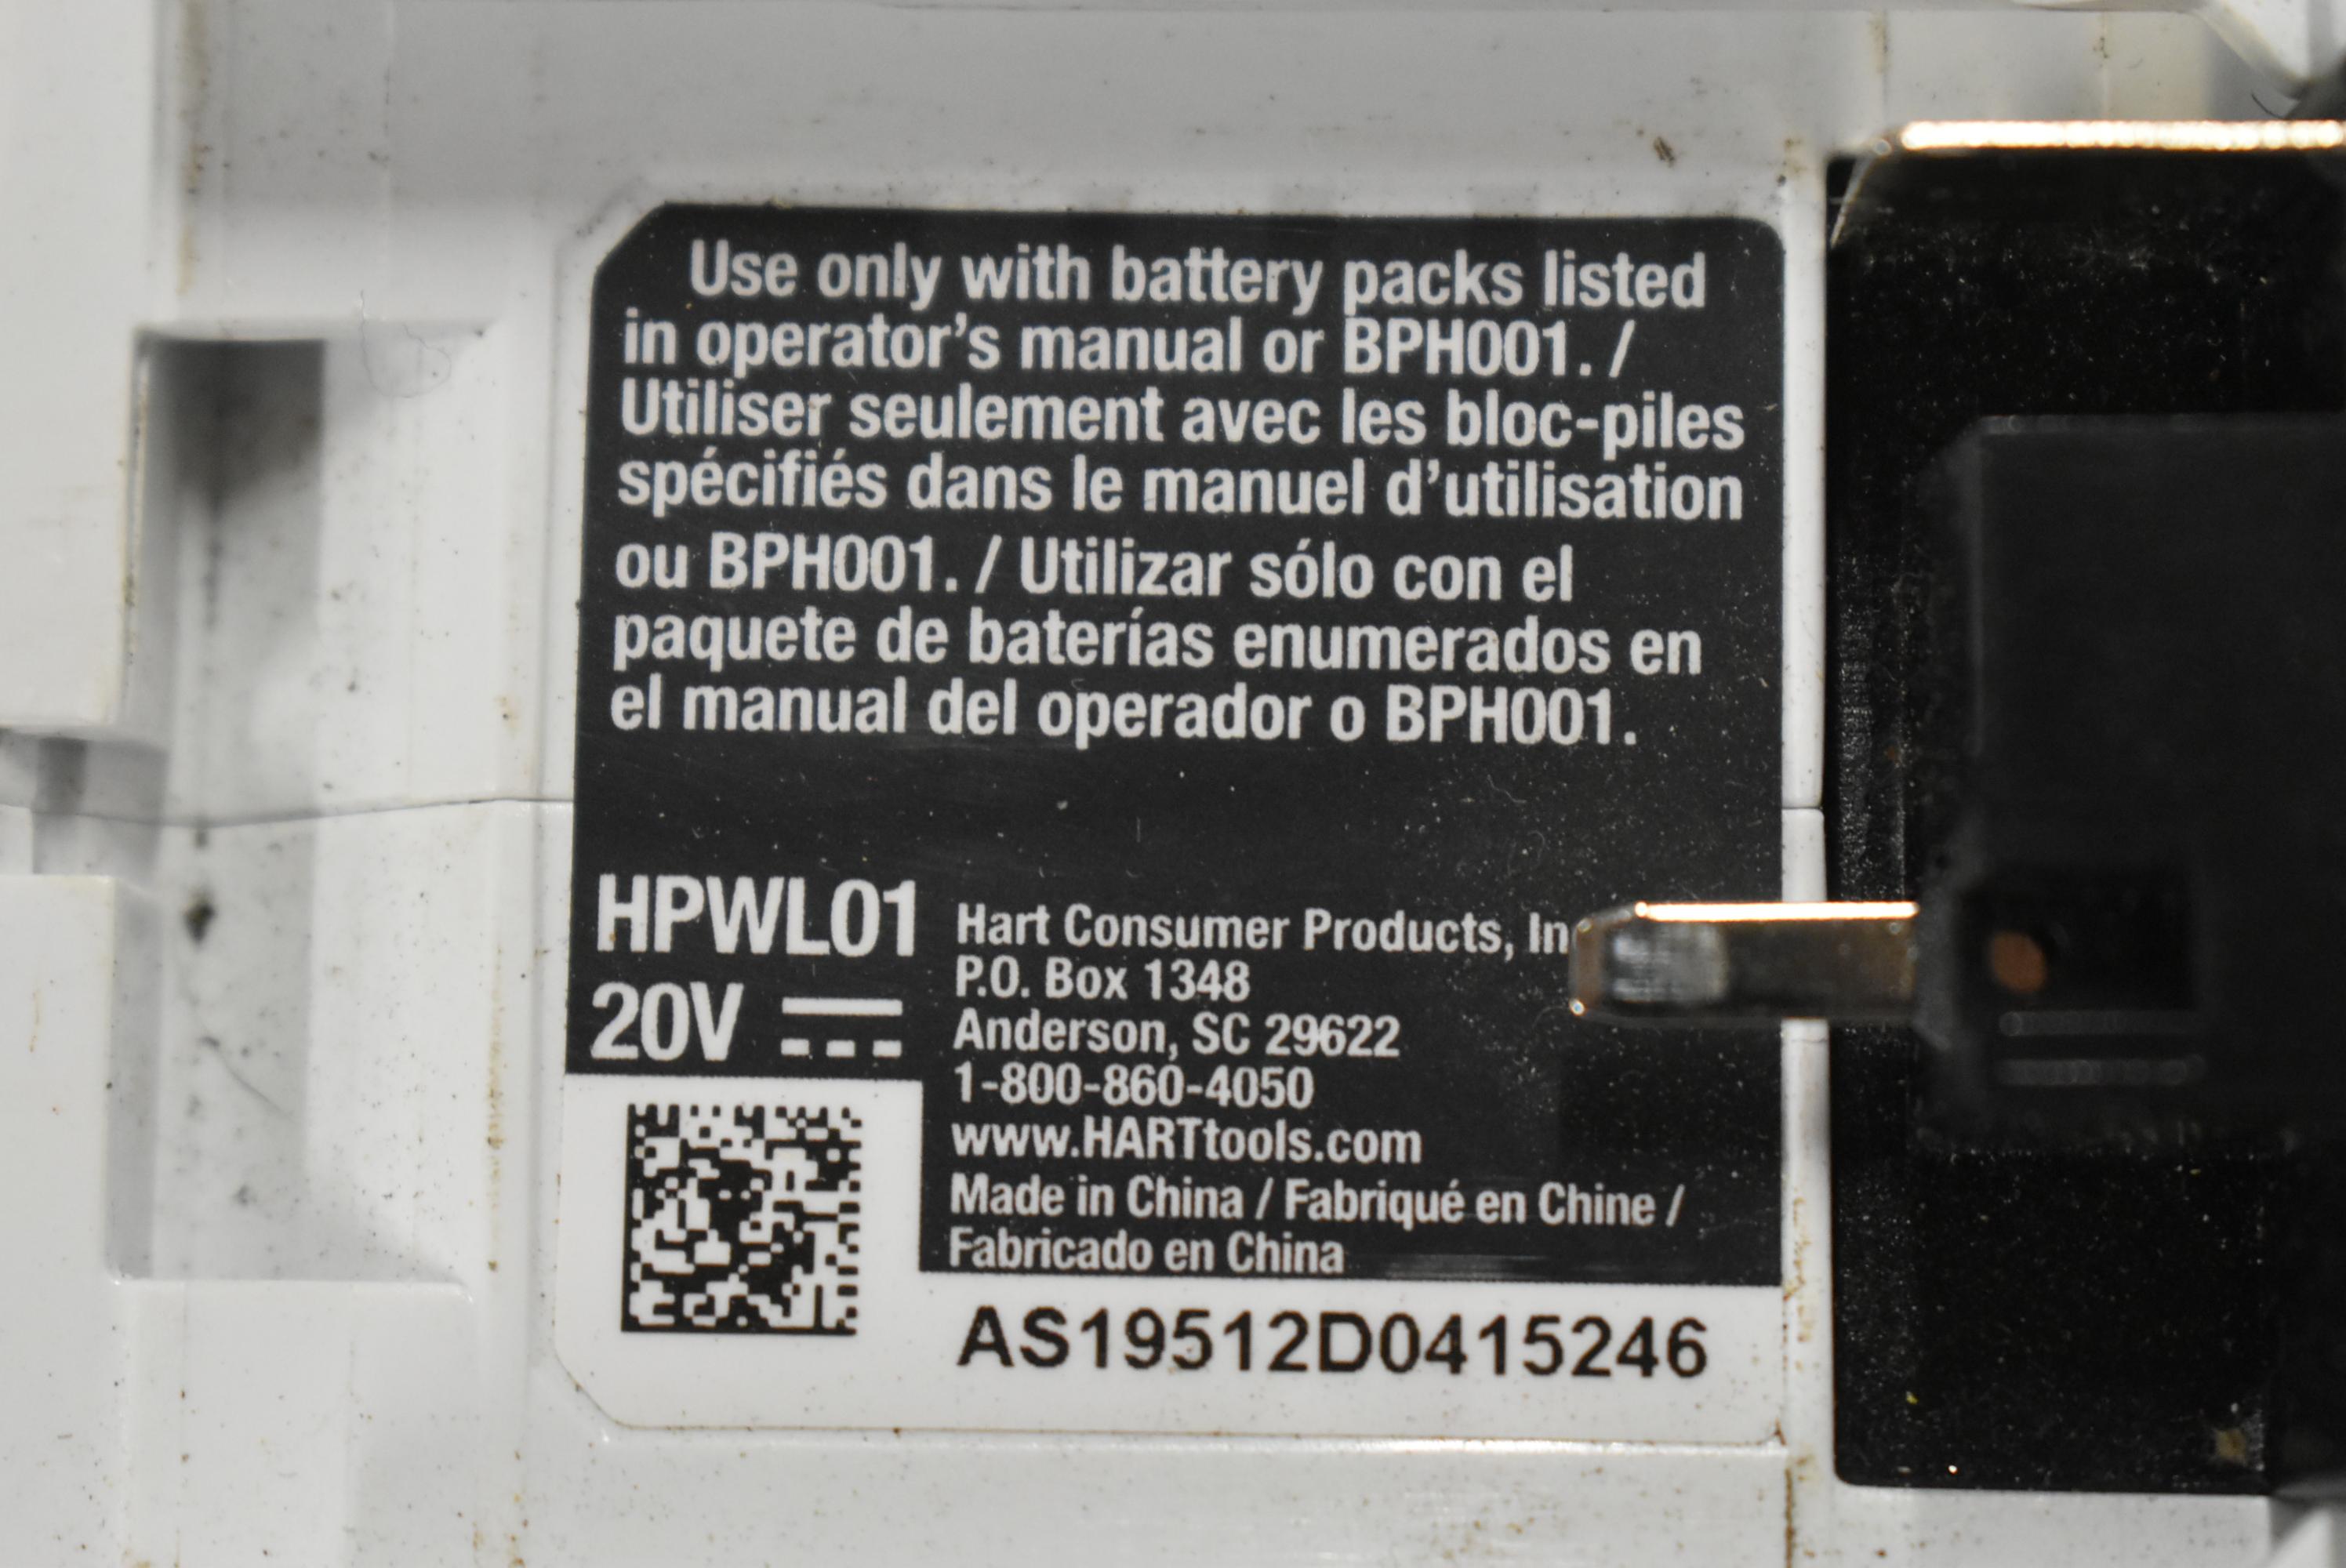 Use only with battery packs listed
in operator's manual or BPH001. /
Utiliser seulement avec les bloc-piles
spécifiés dans le manuel d'utilisation
ou BPH001. / Utilizar sólo con el
paquete de baterías enumerados en
el manual del operador o BPH001.
HPWL01
20V
Hart Consumer Products,
P.O. Box 1348
Anderson, SC 29622
1-800-860-4050
www.HARTtools.com
Made in China / Fabriqué en Chine /
Fabricado en China
AS19512D0415246